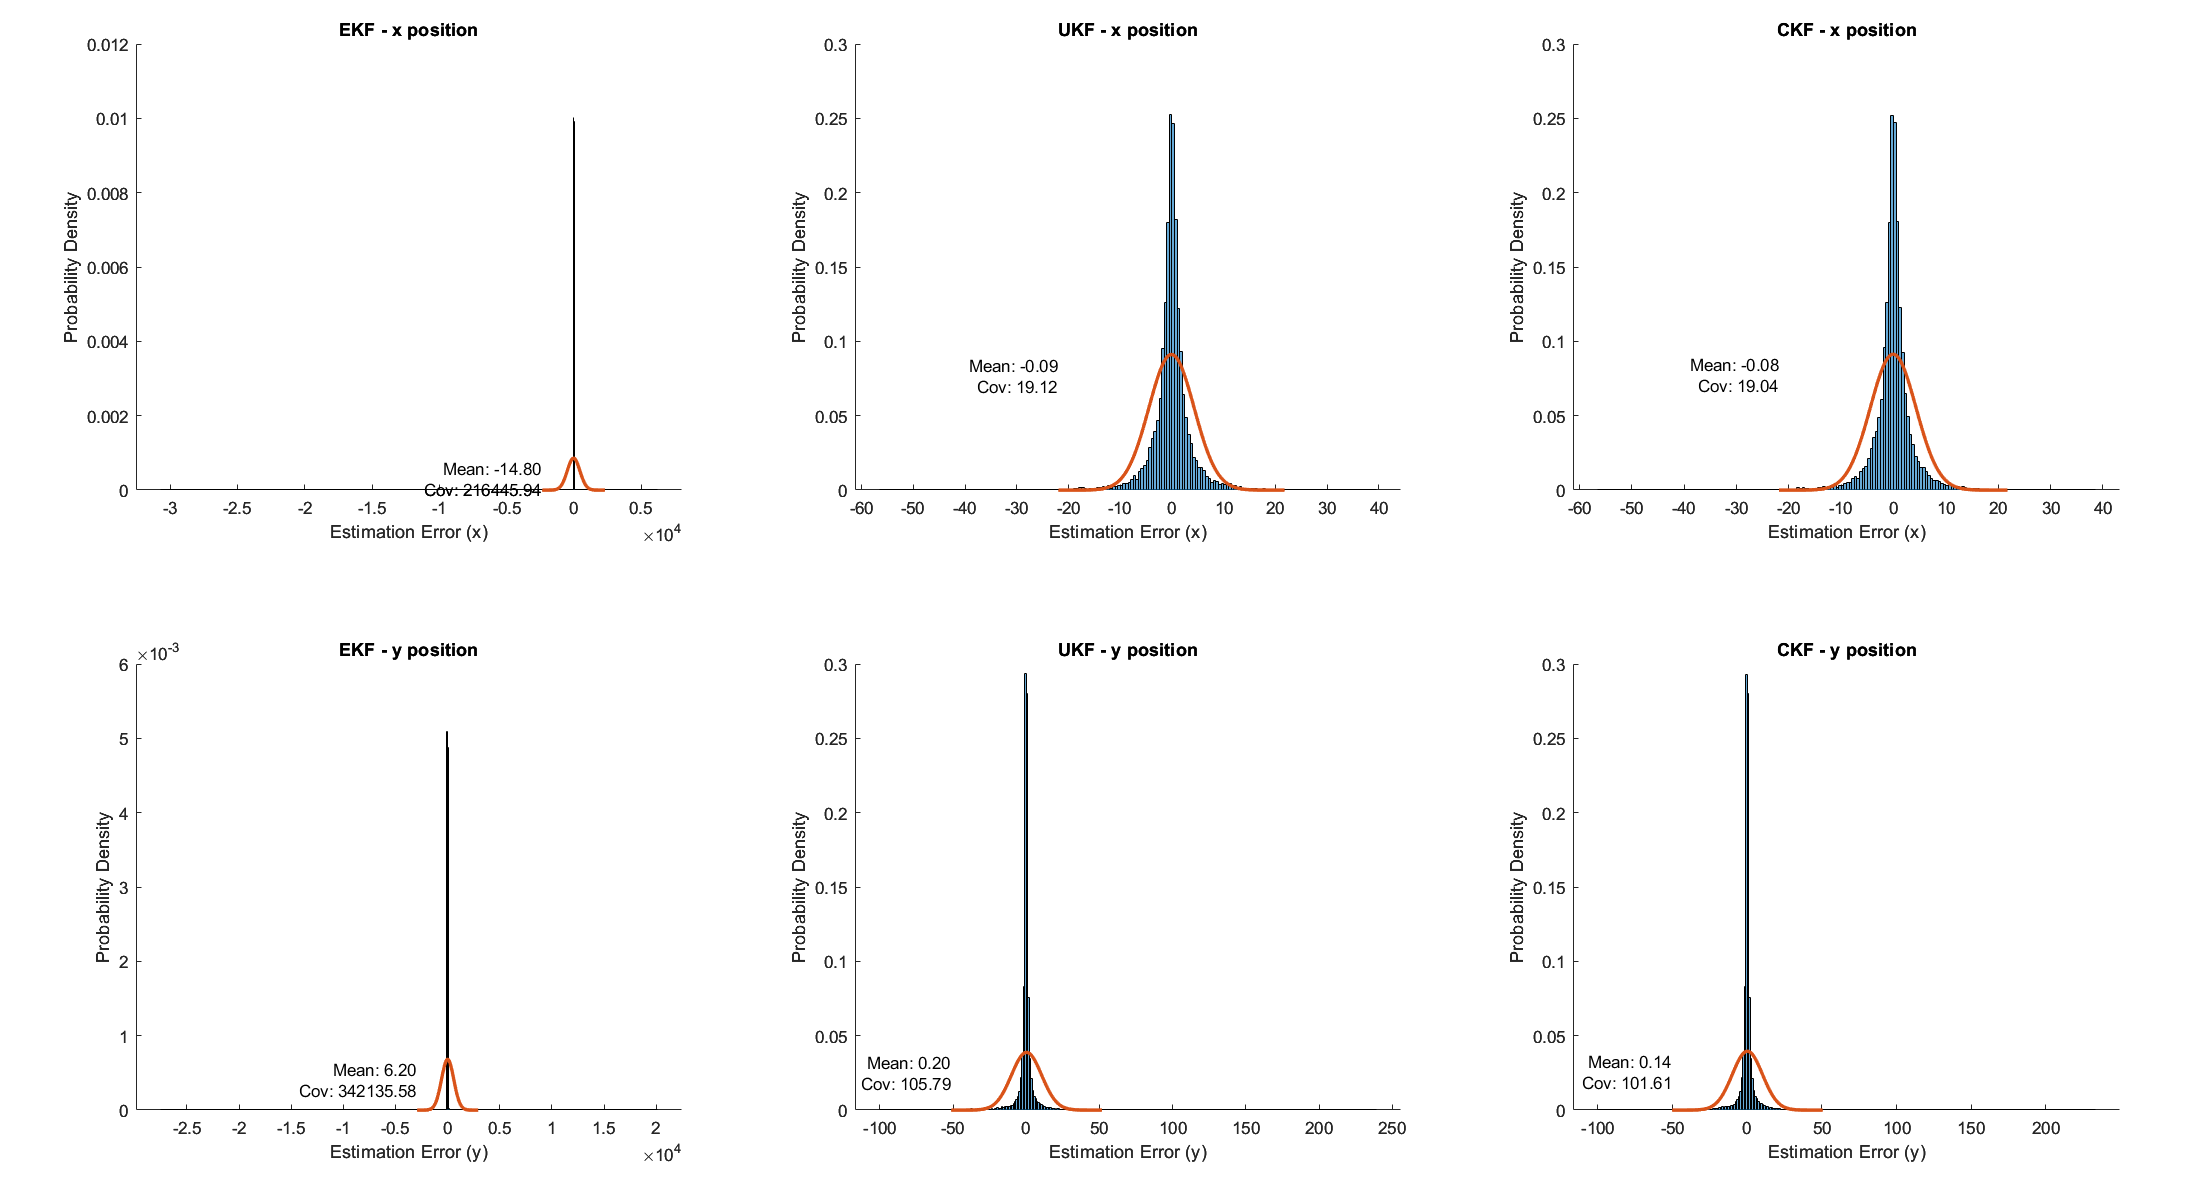 EKF - x position
0.012
0.01
0.008
0.006
0.004
0.002
0
Probability Density
Mean: -14.80
Cov: 216445.94
-3 -2.5 -2 -1.5 -1 -0.5 0 0.5
Estimation Error (x)
×10^4
UKF - x position
0.3
0.25
0.2
0.15
0.1
0.05
0
Probability Density
Mean: -0.09
Cov: 19.12
-60 -50 -40 -30 -20 -10 0 10 20 30 40
Estimation Error (x)
CKF - x position
0.3
0.25
0.2
0.15
0.1
0.05
0
Probability Density
Mean: -0.08
Cov: 19.04
-60 -50 -40 -30 -20 -10 0 10 20 30 40
Estimation Error (x)
EKF - y position
×10^-3
6
5
4
3
2
1
0
Probability Density
Mean: 6.20
Cov: 342135.58
-2.5 -2 -1.5 -1 -0.5 0 0.5 1 1.5 2
Estimation Error (y)
×10^4
UKF - y position
0.3
0.25
0.2
0.15
0.1
0.05
0
Probability Density
Mean: 0.20
Cov: 105.79
-100 -50 0 50 100 150 200 250
Estimation Error (y)
CKF - y position
0.3
0.25
0.2
0.15
0.1
0.05
0
Probability Density
Mean: 0.14
Cov: 101.61
-100 -50 0 50 100 150 200
Estimation Error (y)